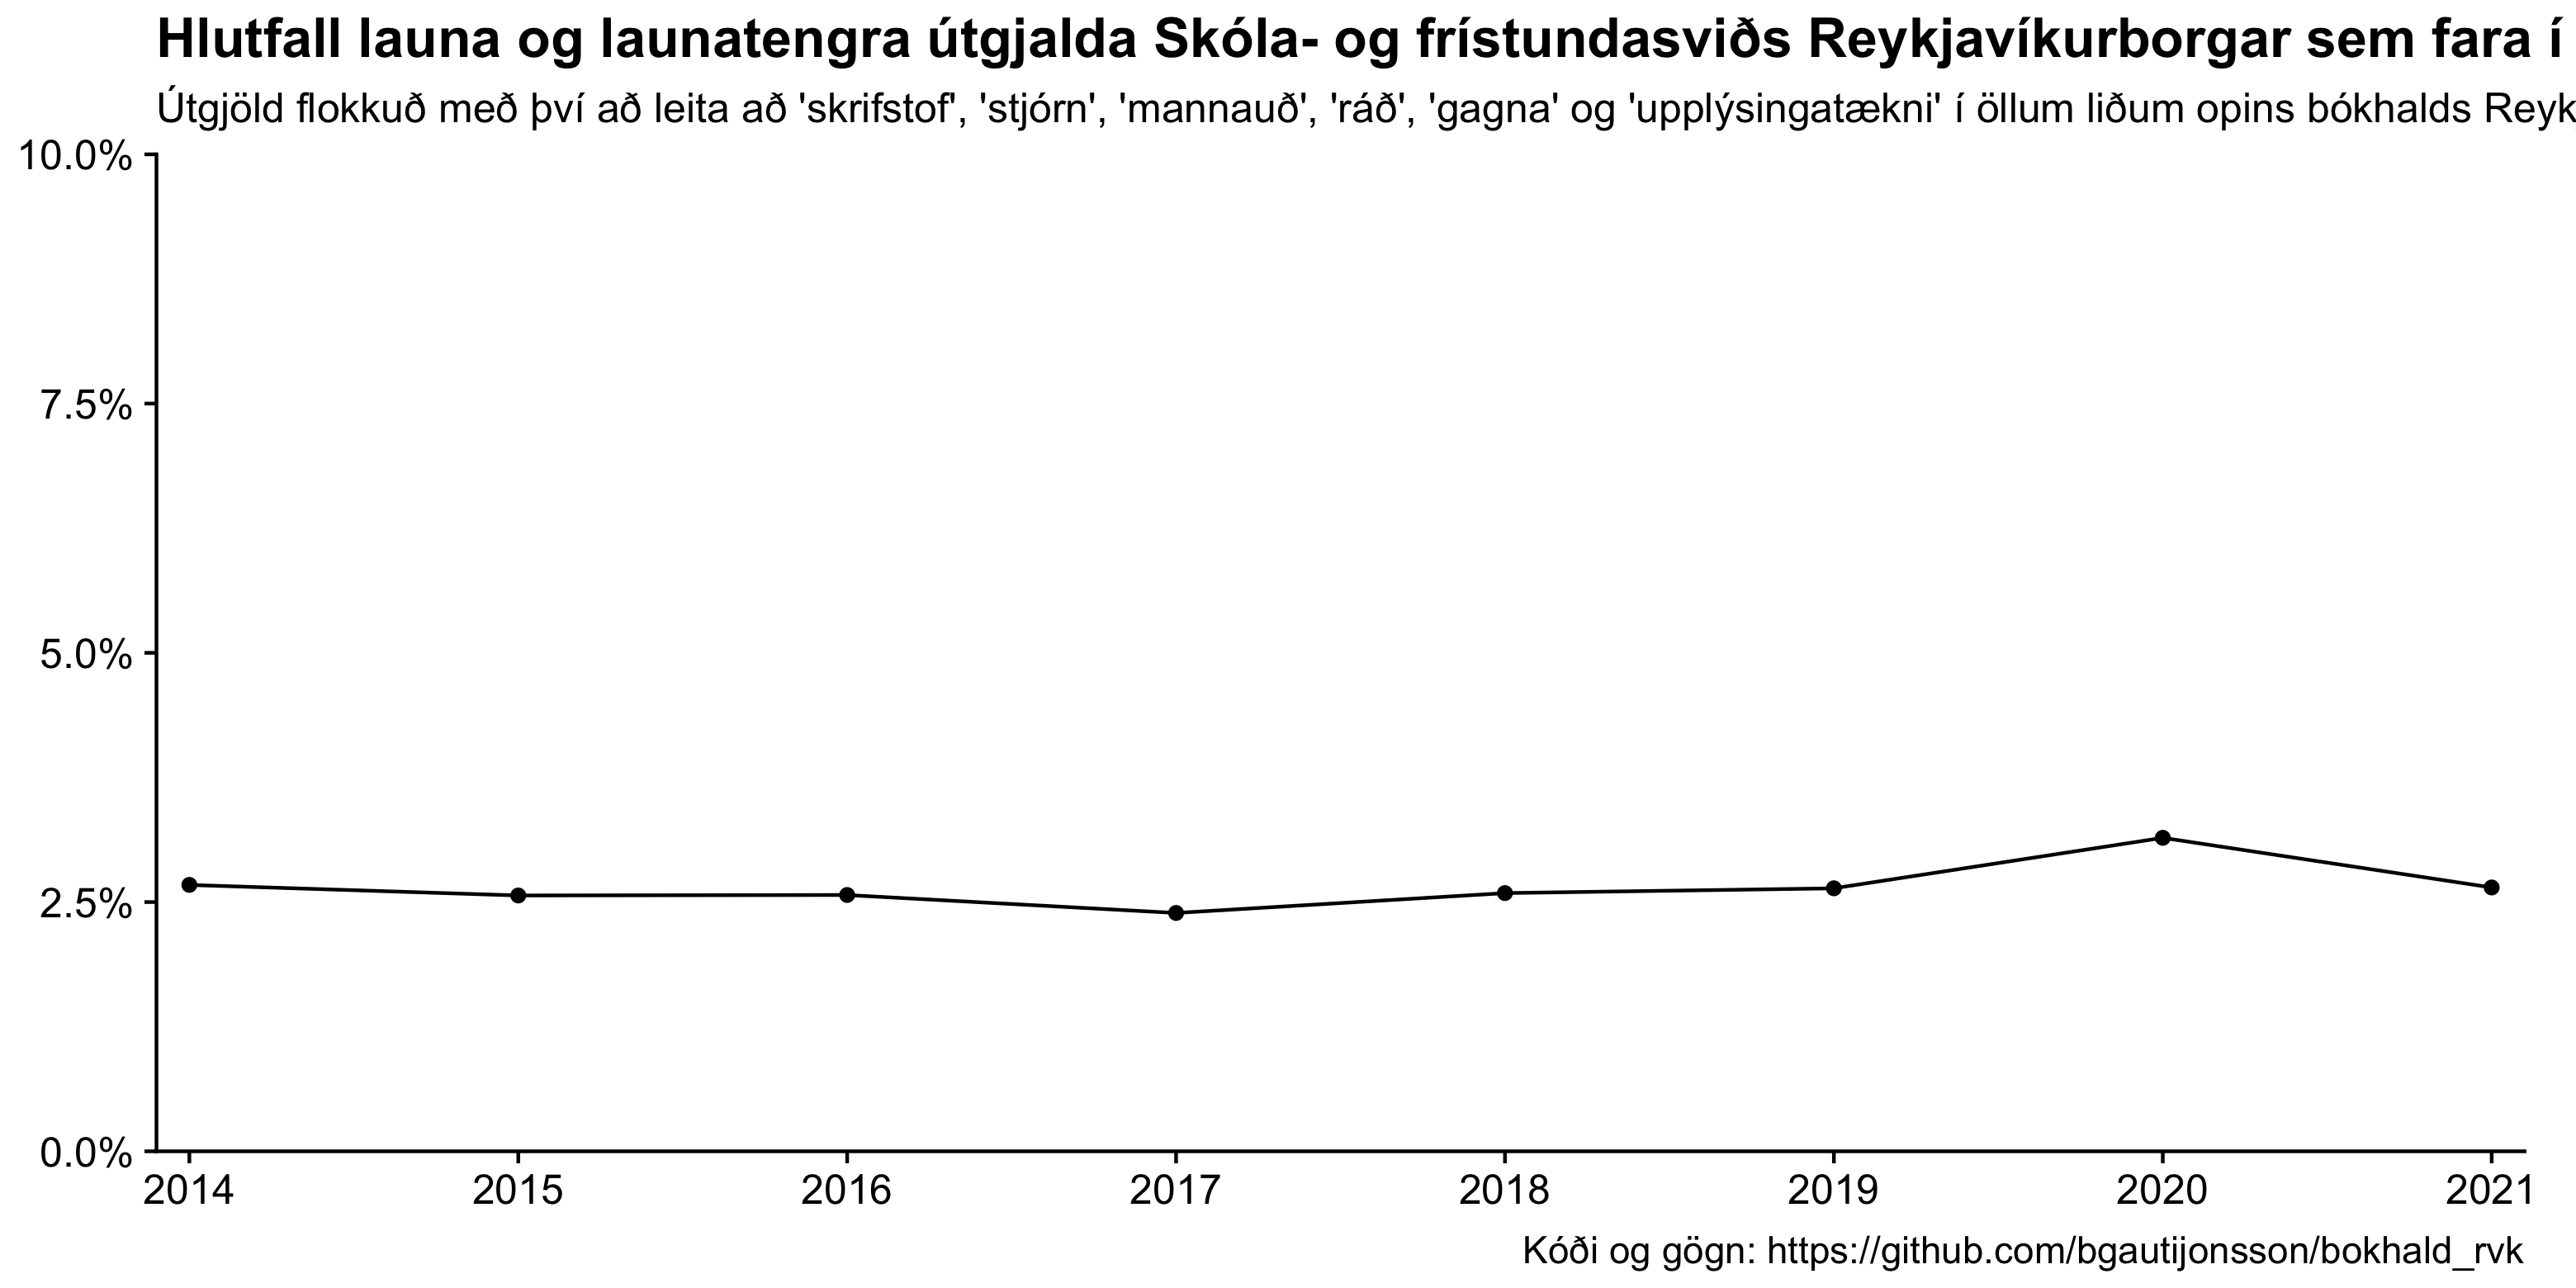 Hlutfall launa og launatengra útgjalda Skóla- og frístundasviðs Reykjavíkurborgar sem fara í
Útgjöld flokkuð með því að leita að 'skrifstof', 'stjórn', 'mannauð', 'ráð', 'gagna' og 'upplýsingatækni' í öllum liðum opins bókhalds Reyk
10.0%
7.5%
5.0%
2.5%
0.0%
2014 2015 2016 2017 2018 2019 2020 2021
Kóði og gögn: https://github.com/bgautijonsson/bokhald_rvk